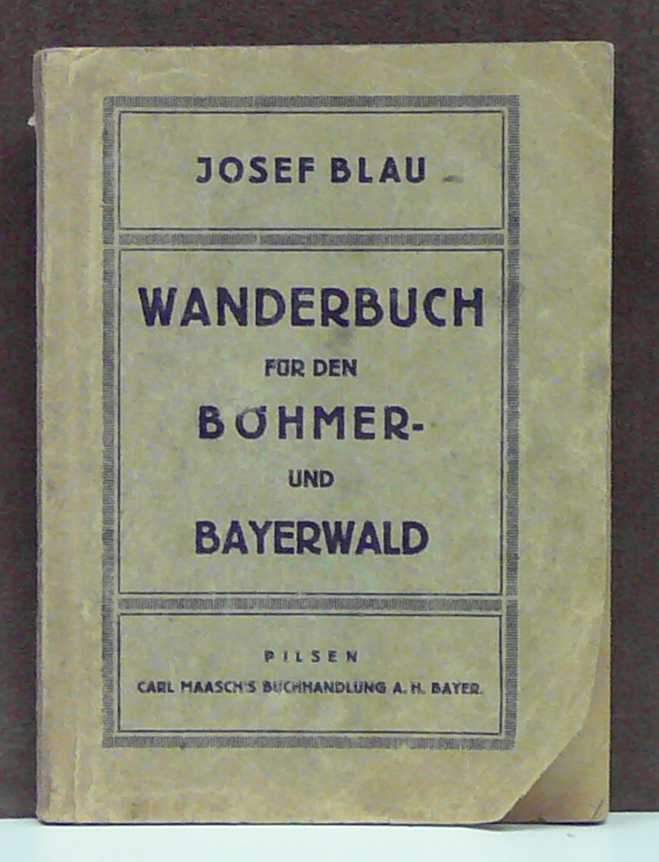 JOSEF BLAU
WANDERBUCH
FÜR DEN
BÖHMER-
UND
BAYERWALD
PILSEN
CARL MAASCH'S BUCHHANDLUNG A. H. BAYER.